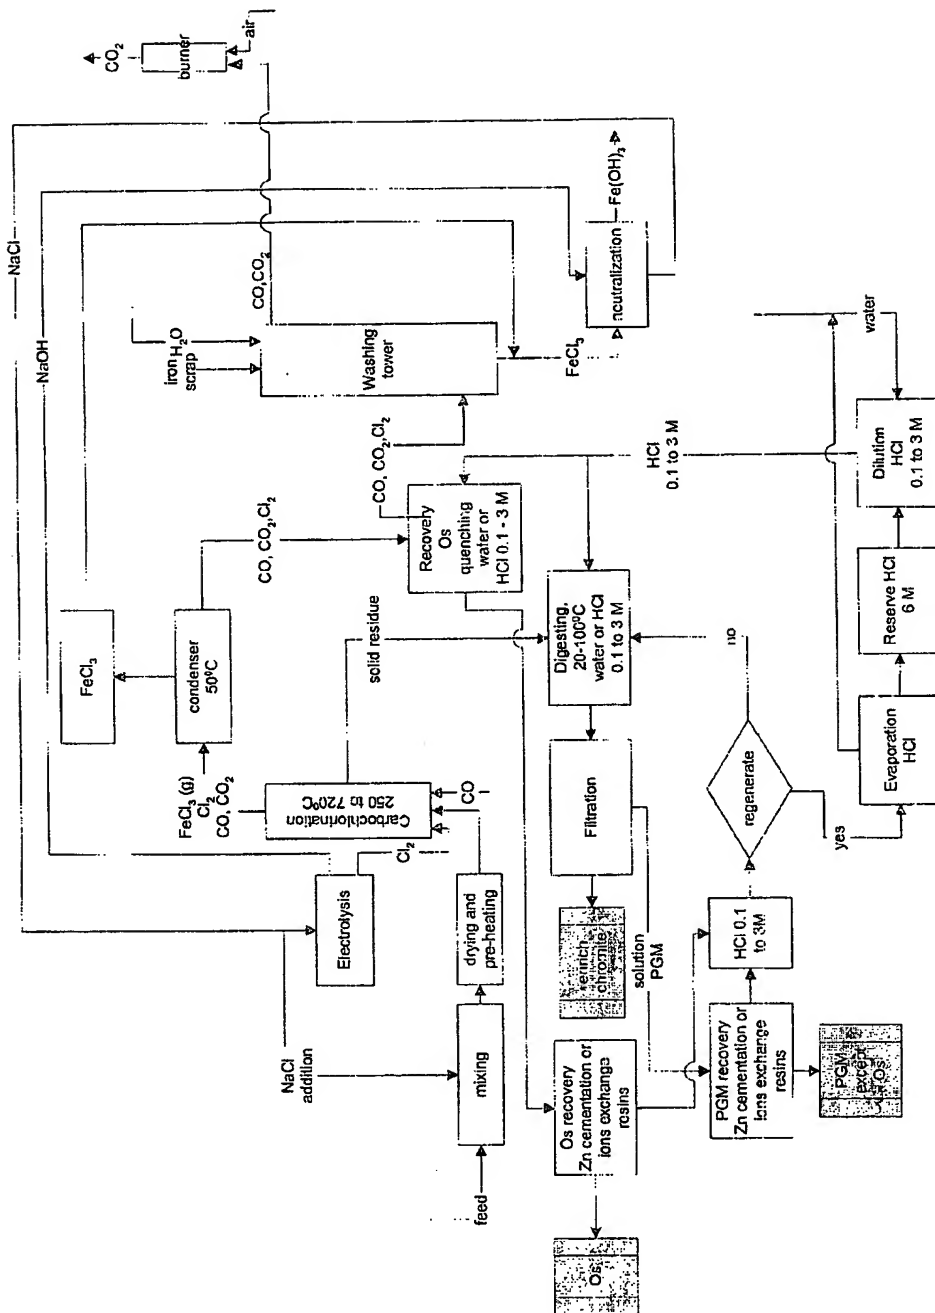 CO₂
burner
air
NaCl
NaOH
CO,CO₂
iron
scrap
H₂O
Washing
tower
FeCl₃
neutralization
Fe(OH)₃
CO, CO₂,Cl₂
CO, CO₂,Cl₂
Recovery
Os
quenching
water or
HCl 0.1 - 3 M
HCl
0.1 to 3 M
water
Dilution
HCl
0.1 to 3 M
Reserve HCl
6 M
Evaporation
HCl
FeCl₃
condenser
50ºC
FeCl₃ (g)
Cl₂
CO, CO₂
solid residue
Carbochlorination
250 to 720ºC
CO
Cl₂
Electrolysis
drying and
pre-heating
NaCl
addition
mixing
feed
Digesting,
20-100ºC
water or HCl
0.1 to 3 M
Filtration
chromite
solution
PGM
no
regenerate
yes
HCl 0.1
to 3M
Os recovery
Zn cementation or
Ions exchange
resins
PGM recovery
Zn cementation or
Ions exchange
resins
Os
PGM
except
Os